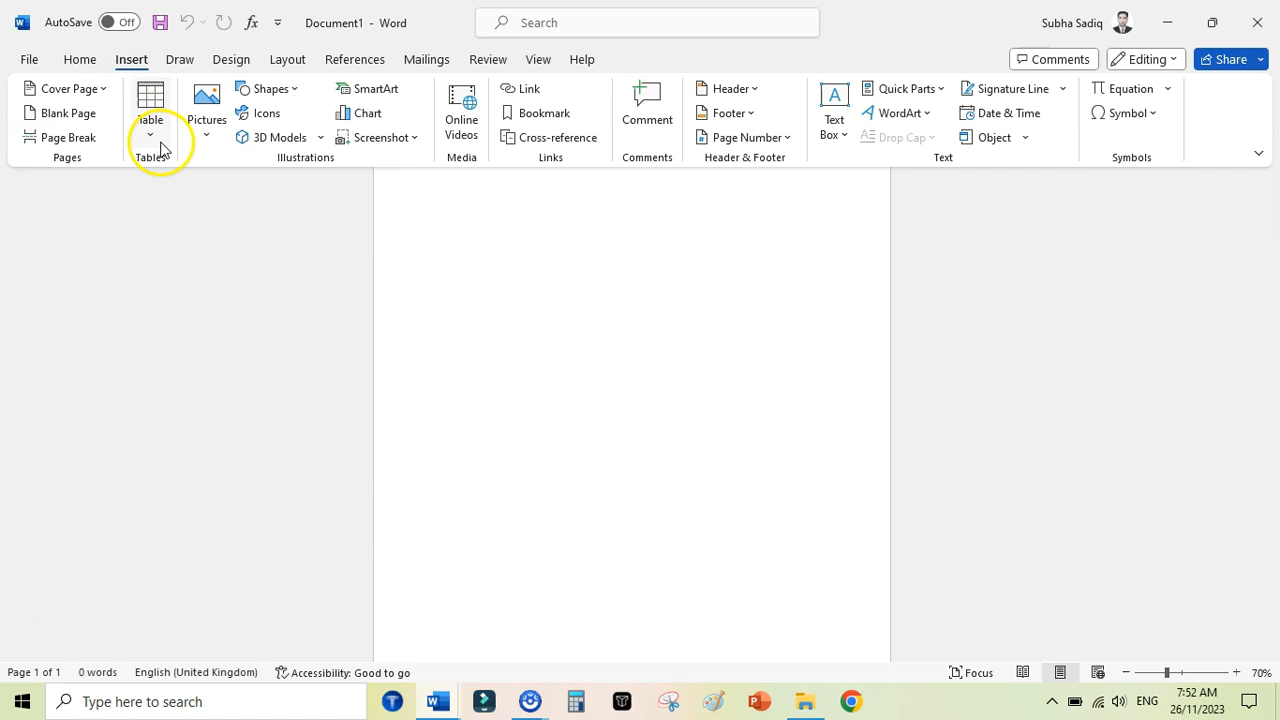 AutoSave Off Document1 - Word Search Subha Sadiq
File Home Insert Draw Design Layout References Mailings Review View Help Comments Editing Share
Cover Page
Blank Page
Page Break
Pages
Table
Tables
Pictures
Shapes
Icons
3D Models
SmartArt
Chart
Screenshot
Illustrations
Online
Videos
Media
Link
Bookmark
Cross-reference
Links
Comment
Comments
Header
Footer
Page Number
Header & Footer
A
Text
Box
Quick Parts
WordArt
Drop Cap
Signature Line
Date & Time
Object
Text
Equation
Symbol
Symbols
Page 1 of 1 0 words English (United Kingdom) Accessibility: Good to go Focus 70%
Type here to search ENG 7:52 AM
26/11/2023